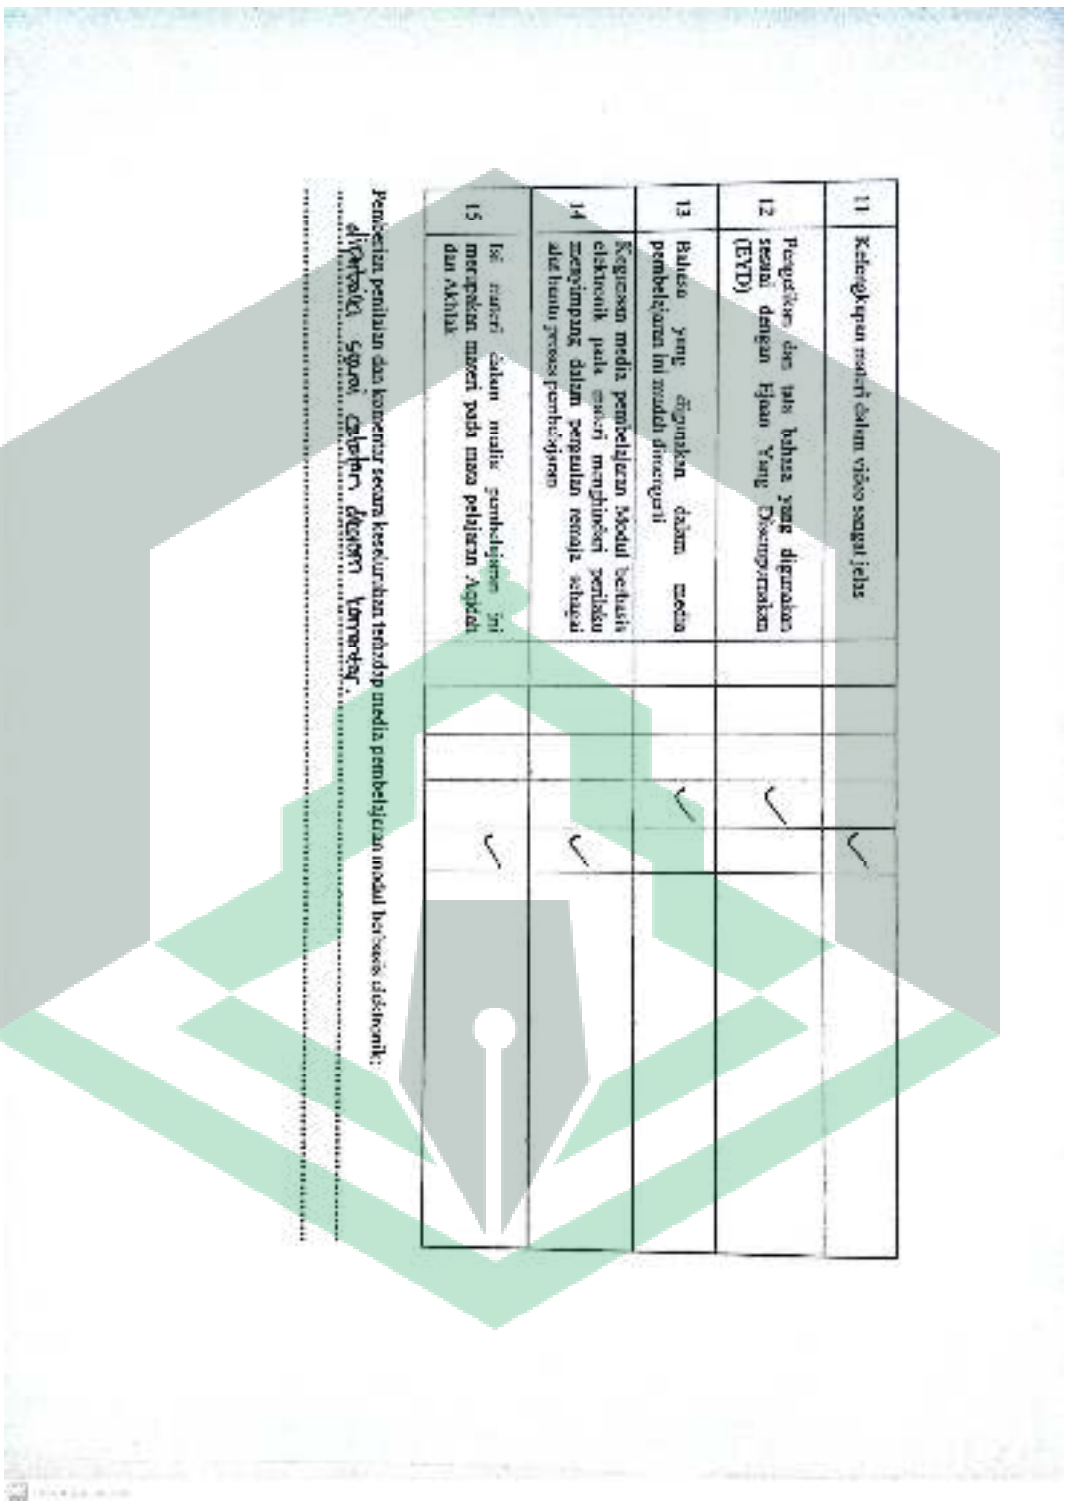 11 Kelengkapan materi dalam video sangat jelas ✓
12 Pengetikan dan tata bahasa yang digunakan
sesuai dengan Ejaan Yang Disempurnakan
(EYD) ✓
13 Bahasa yang digunakan dalam media
pembelajaran ini mudah dimengerti ✓
14 Kegunaan media pembelajaran Modul berbasis
elektronik pada materi menghindari perilaku
menyimpang dalam pergaulan remaja sebagai
alat bantu proses pembelajaran ✓
15 Isi materi dalam media pembelajaran ini
merupakan materi pada mata pelajaran Aqidah
dan Akhlak ✓
Pemberian penilaian dan komentar secara keseluruhan terhadap media pembelajaran modul berbasis elektronik:
diperbaiki sesuai catatan dikolom komentar.